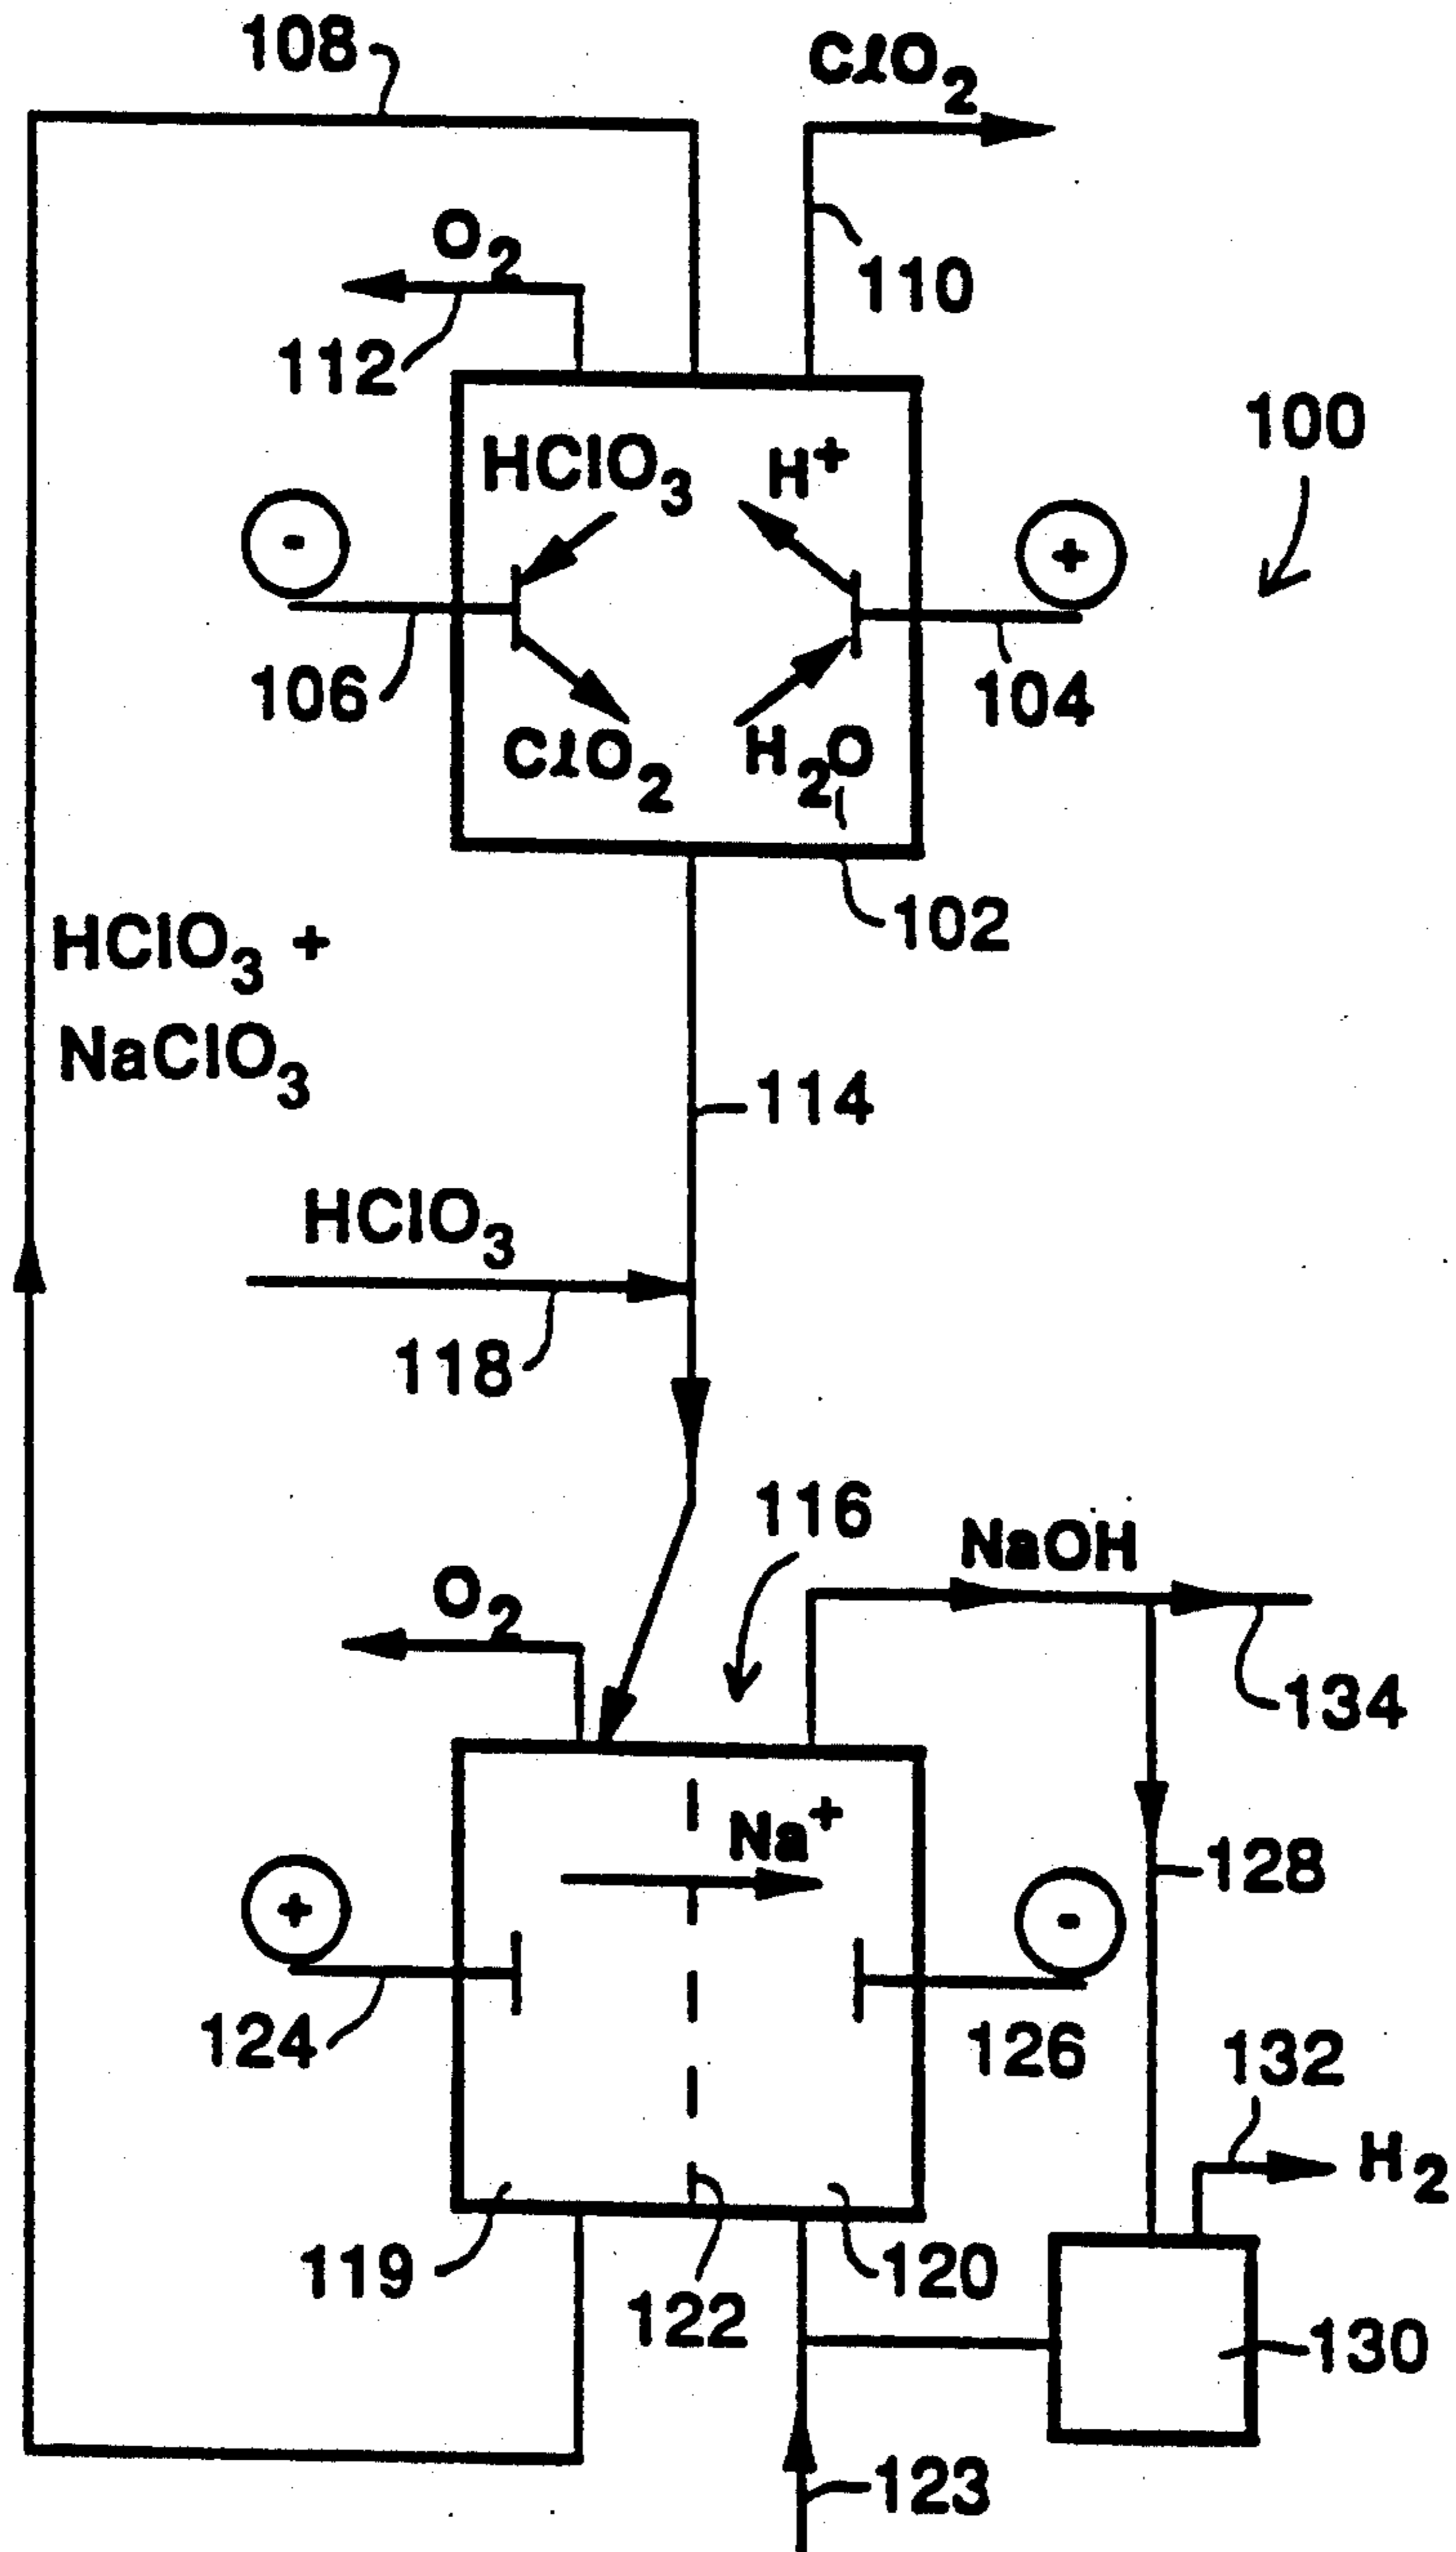 108
ClO2
O2
110
112
100
HClO3
H+
-
+
106
104
ClO2
H2O
102
HClO3 +
NaClO3
114
HClO3
118
116
NaOH
O2
134
Na+
128
+
-
124
126
132
H2
119
120
122
130
123